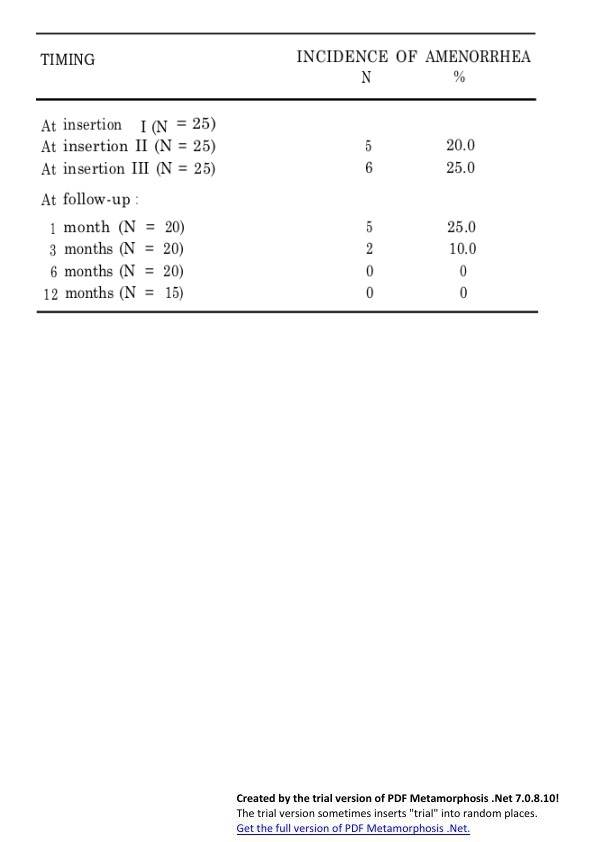 TIMING INCIDENCE OF AMENORRHEA
N %
At insertion I (N = 25)
At insertion II (N = 25) 5 20.0
At insertion III (N = 25) 6 25.0
At follow-up :
1 month (N = 20) 5 25.0
3 months (N = 20) 2 10.0
6 months (N = 20) 0 0
12 months (N = 15) 0 0
Created by the trial version of PDF Metamorphosis .Net 7.0.8.10!
The trial version sometimes inserts "trial" into random places.
Get the full version of PDF Metamorphosis .Net.